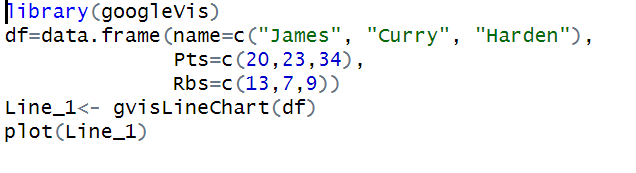 library(googleVis)
df=data.frame(name=c("James", "Curry", "Harden"),
              Pts=c(20,23,34),
              Rbs=c(13,7,9))
Line_1<- gvisLineChart(df)
plot(Line_1)